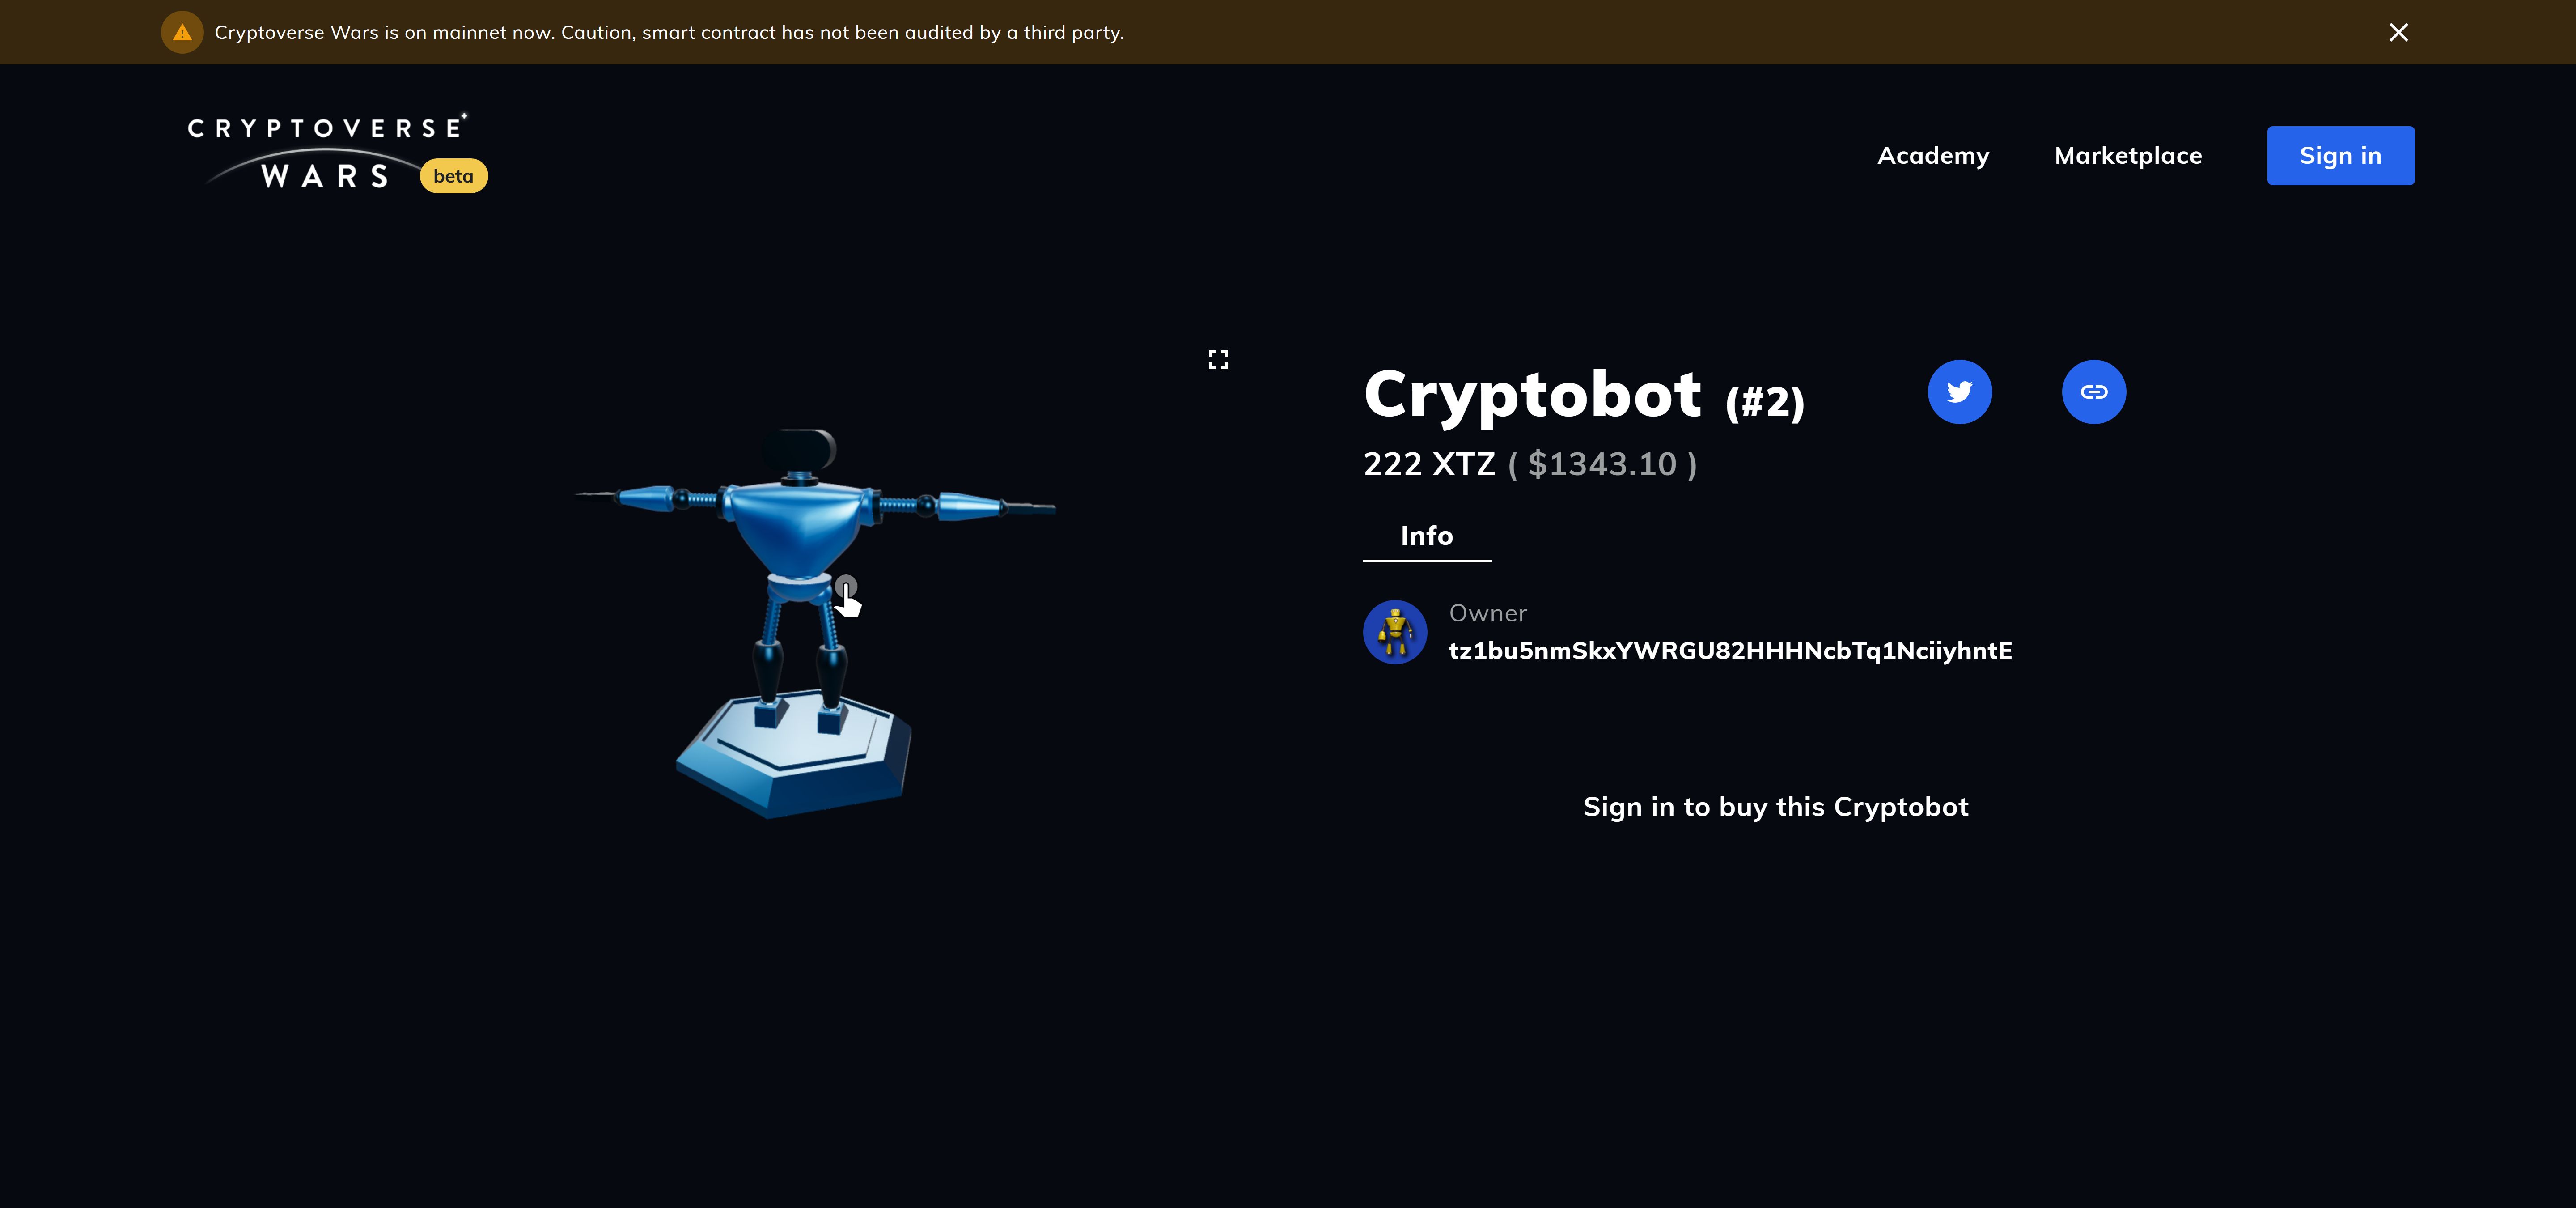 Cryptoverse Wars is on mainnet now. Caution, smart contract has not been audited by a third party.
CRYPTOVERSE
WARS
beta
Academy
Marketplace
Sign in
Cryptobot (#2)
222 XTZ ( $1343.10 )
Info
Owner
tz1bu5nmSkxYWRGU82HHHNcbTq1NciiyhntE
Sign in to buy this Cryptobot